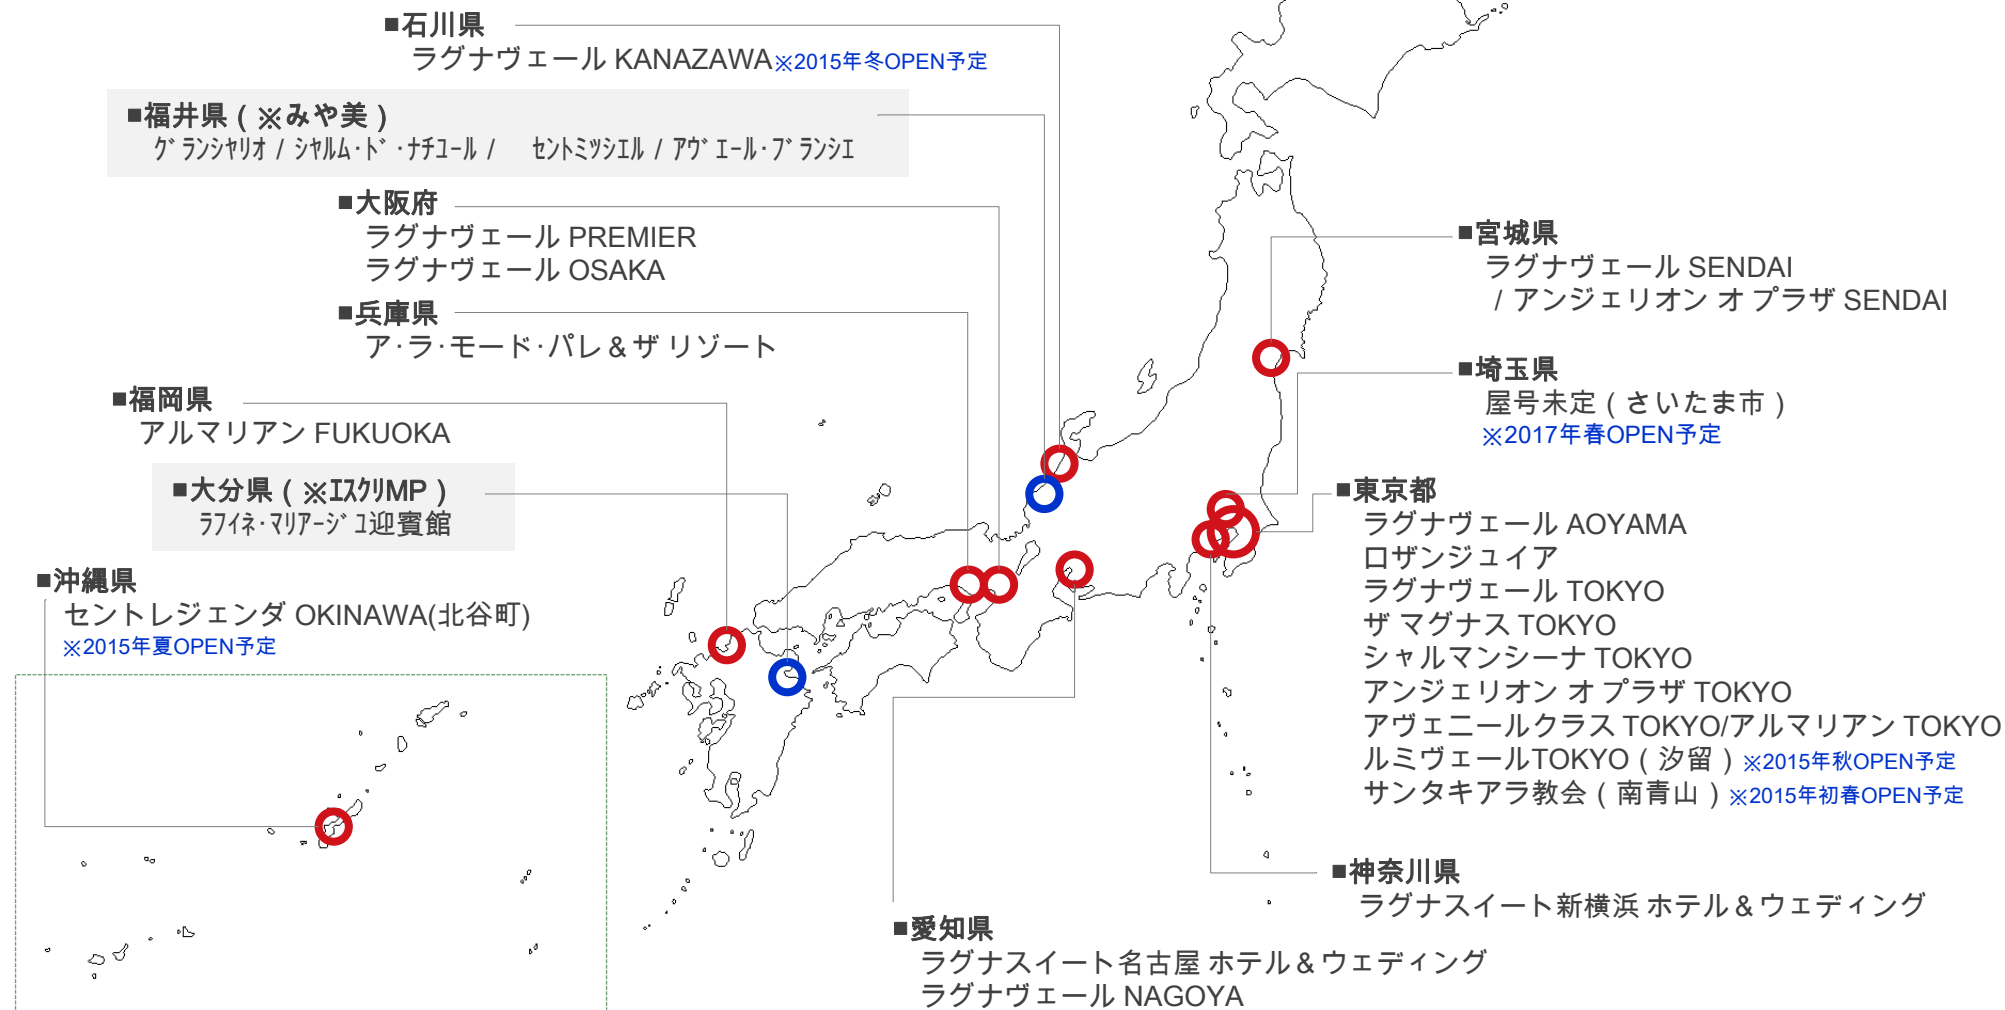 ■石川県
ラグナヴェール KANAZAWA※2015年冬OPEN予定
■福井県（※みや美）
ｸﾞﾗﾝｼｬﾘｵ / ｼｬﾙﾑ･ﾄﾞ･ﾅﾁｭｰﾙ / ｾﾝﾄﾐｯｼｪﾙ / ｱｳﾞｪｰﾙ･ﾌﾞﾗﾝｼｪ
■大阪府
ラグナヴェール PREMIER
ラグナヴェール OSAKA
■兵庫県
ア・ラ・モード・パレ＆ザ リゾート
■福岡県
アルマリアン FUKUOKA
■大分県（※ｴｽｸﾘMP）
ﾗﾌｨﾈ･ﾏﾘｱｰｼﾞｭ迎賓館
■沖縄県
セントレジェンダ OKINAWA(北谷町)
※2015年夏OPEN予定
■宮城県
ラグナヴェール SENDAI
/ アンジェリオン オ プラザ SENDAI
■埼玉県
屋号未定（さいたま市）
※2017年春OPEN予定
■東京都
ラグナヴェール AOYAMA
ロザンジュイア
ラグナヴェール TOKYO
ザ マグナス TOKYO
シャルマンシーナ TOKYO
アンジェリオン オ プラザ TOKYO
アヴェニールクラス TOKYO/アルマリアン TOKYO
ルミヴェールTOKYO（汐留）※2015年秋OPEN予定
サンタキアラ教会（南青山）※2015年初春OPEN予定
■神奈川県
ラグナスイート新横浜 ホテル＆ウェディング
■愛知県
ラグナスイート名古屋 ホテル＆ウェディング
ラグナヴェール NAGOYA